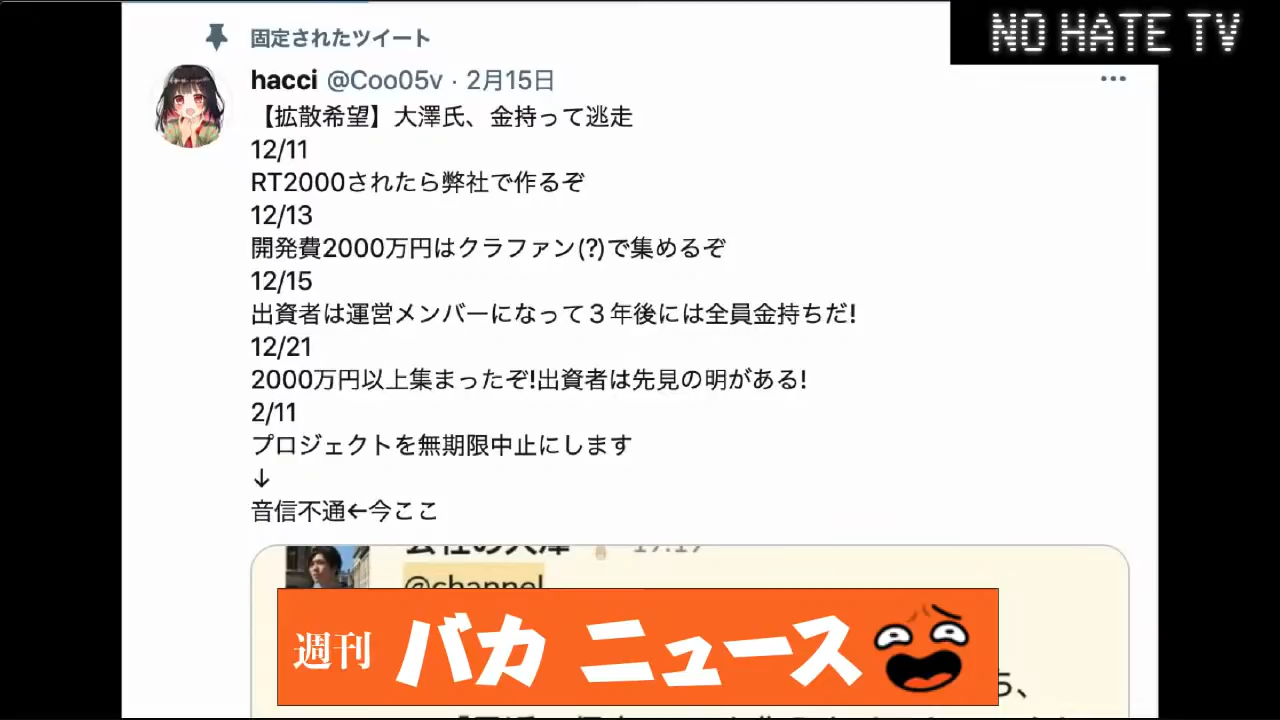 NO HATE TV
固定されたツイート
hacci @Coo05v · 2月15日
【拡散希望】大澤氏、金持って逃走
12/11
RT2000されたら弊社で作るぞ
12/13
開発費2000万円はクラファン(?)で集めるぞ
12/15
出資者は運営メンバーになって３年後には全員金持ちだ!
12/21
2000万円以上集まったぞ!出資者は先見の明がある!
2/11
プロジェクトを無期限中止にします
↓
音信不通←今ここ
@channel
週刊 バカ ニュース